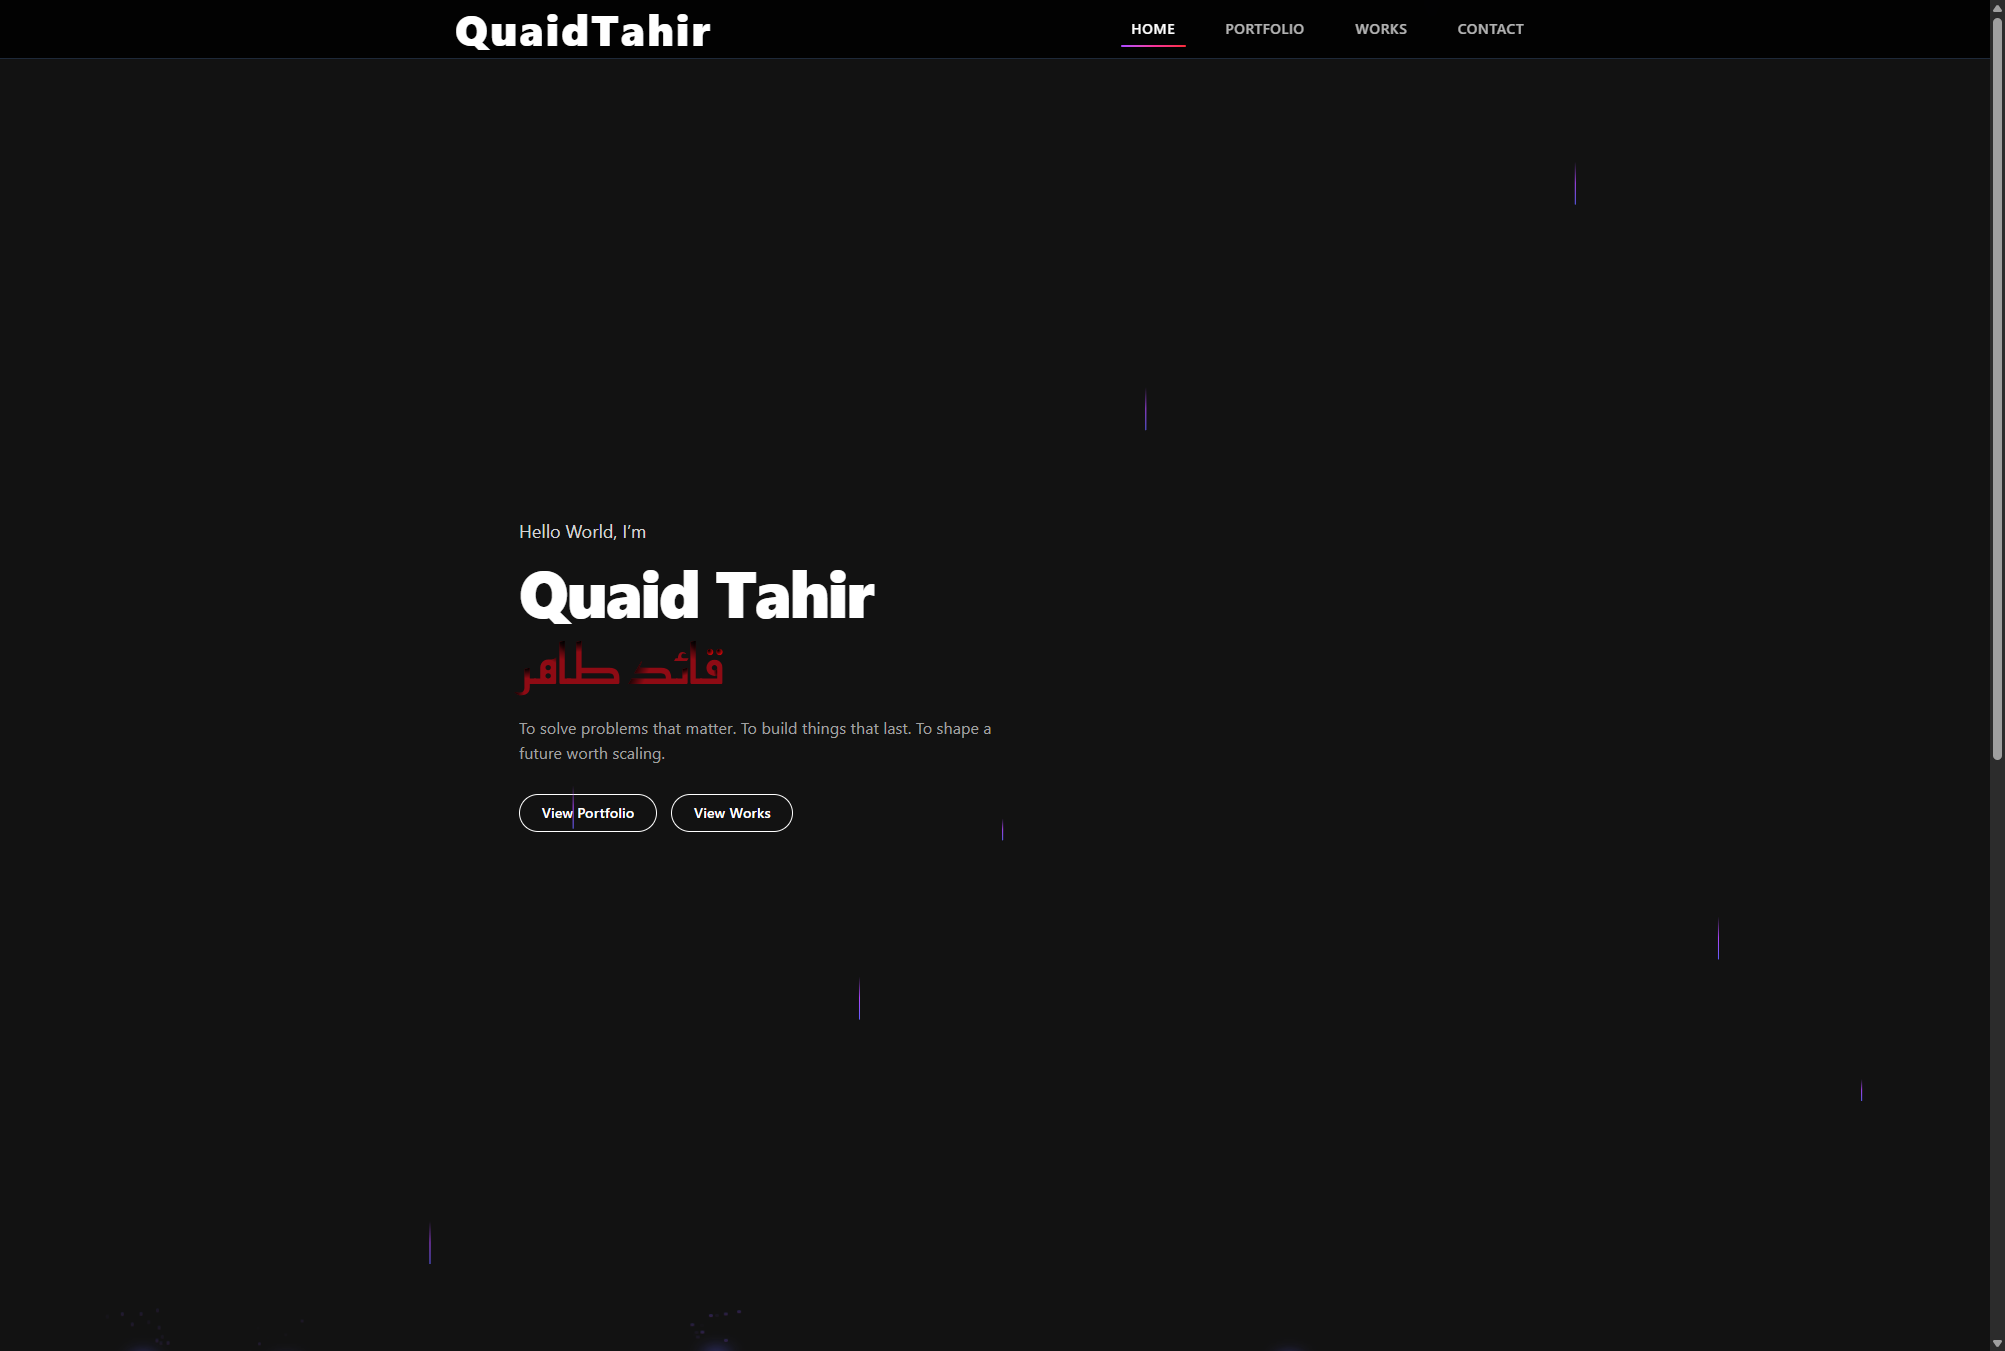 QuaidTahir
HOME PORTFOLIO WORKS CONTACT
Hello World, I'm
Quaid Tahir
قائد طاهر
To solve problems that matter. To build things that last. To shape a
future worth scaling.
View Portfolio View Works